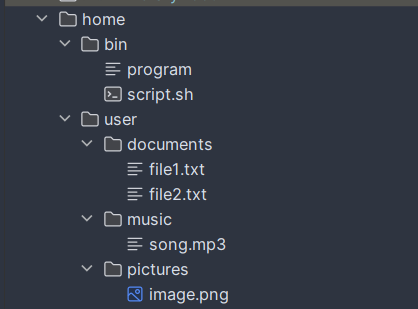 home
bin
program
script.sh
user
documents
file1.txt
file2.txt
music
song.mp3
pictures
image.png